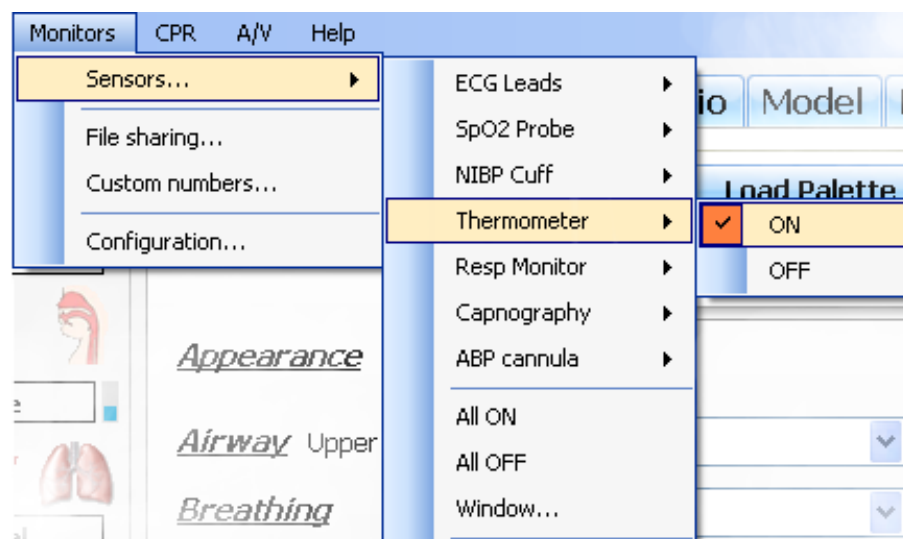 Monitors CPR A/V Help
Sensors...
File sharing...
Custom numbers...
Configuration...
ECG Leads
SpO2 Probe
NIBP Cuff
Thermometer
Resp Monitor
Capnography
ABP cannula
All ON
All OFF
Window...
ON
OFF
Model
Load Palette
Appearance
Airway Upper
Breathing